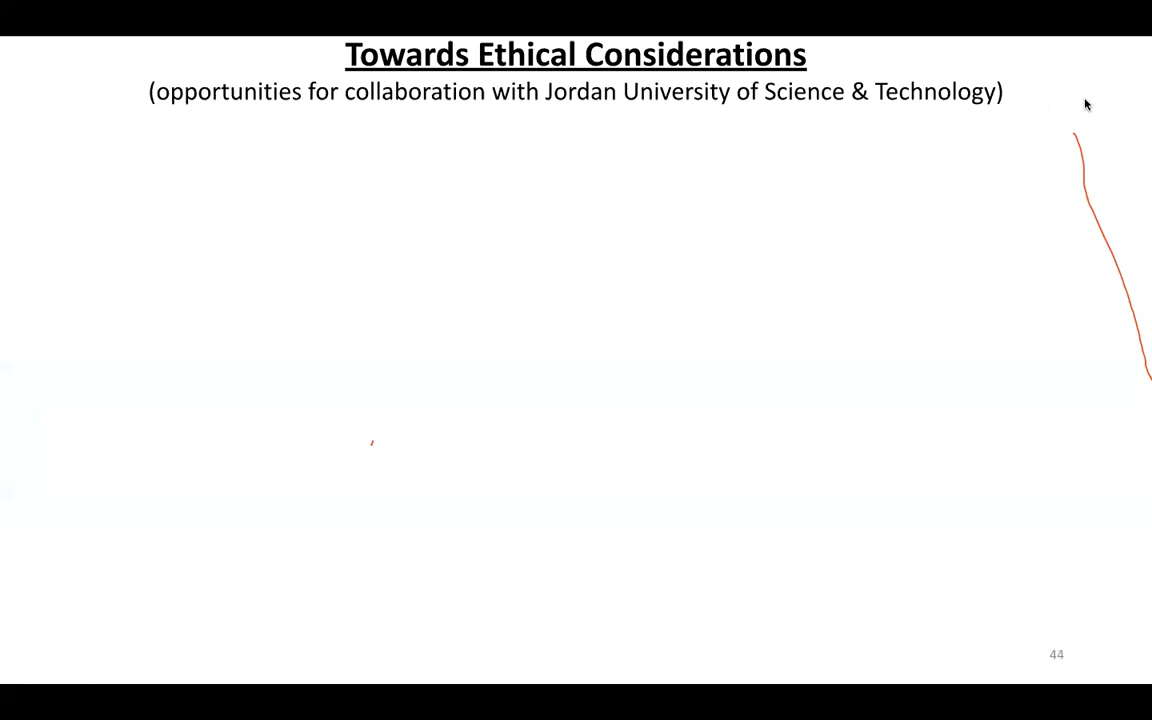 Towards Ethical Considerations
(opportunities for collaboration with Jordan University of Science & Technology)
44